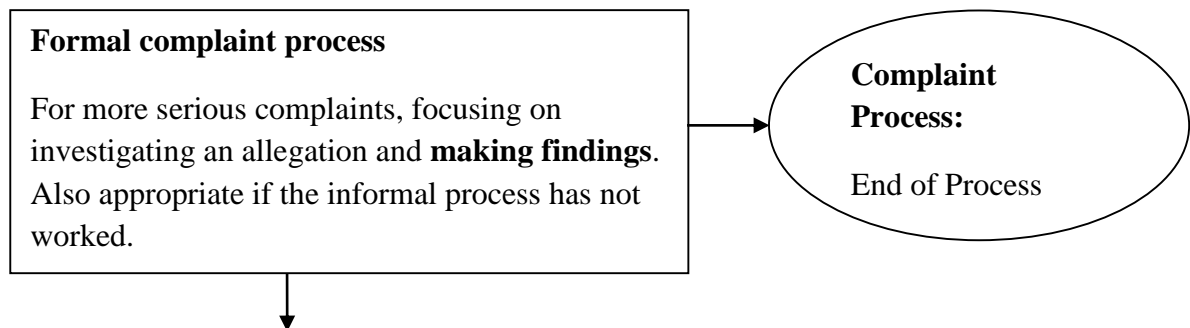 Formal complaint process
For more serious complaints, focusing on
investigating an allegation and making findings.
Also appropriate if the informal process has not
worked.
Complaint
Process:
End of Process